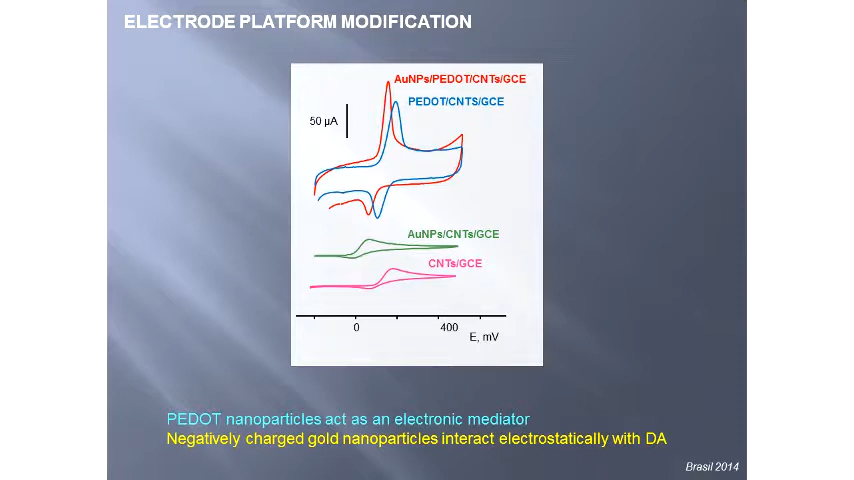 ELECTRODE PLATFORM MODIFICATION
AuNPs/PEDOT/CNTs/GCE
PEDOT/CNTS/GCE
50 µA
AuNPs/CNTs/GCE
CNTs/GCE
0 400
E, mV
PEDOT nanoparticles act as an electronic mediator
Negatively charged gold nanoparticles interact electrostatically with DA
Brasil 2014